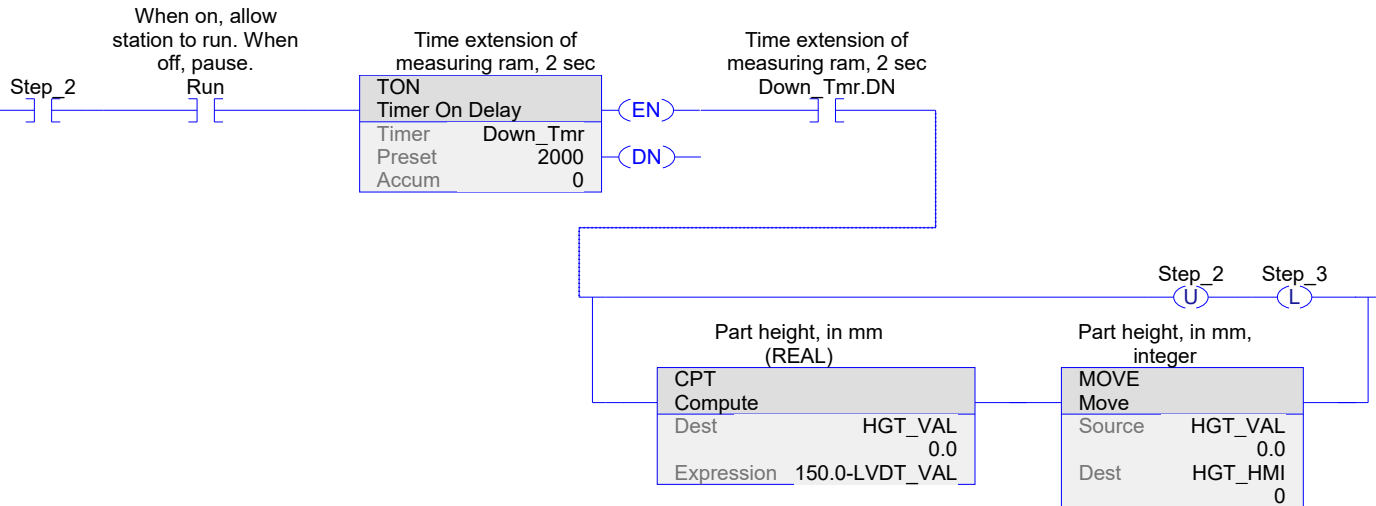 When on, allow
station to run. When
off, pause.
Time extension of
measuring ram, 2 sec
Time extension of
measuring ram, 2 sec
Step_2
Run
Down_Tmr.DN
TON
Timer On Delay
EN
Timer Down_Tmr
Preset 2000
DN
Accum 0
Step_2
Step_3
U
L
Part height, in mm
(REAL)
Part height, in mm,
integer
CPT
Compute
Dest HGT_VAL
0.0
Expression 150.0-LVDT_VAL
MOVE
Move
Source HGT_VAL
0.0
Dest HGT_HMI
0